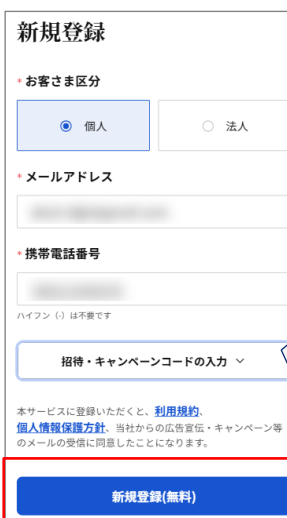 新規登録
* お客さま区分
個人
法人
* メールアドレス
* 携帯電話番号
ハイフン（-）は不要です
招待・キャンペーンコードの入力
本サービスに登録いただくと、利用規約、
個人情報保護方針、当社からの広告宣伝・キャンペーン等
のメールの受信に同意したことになります。
新規登録(無料)